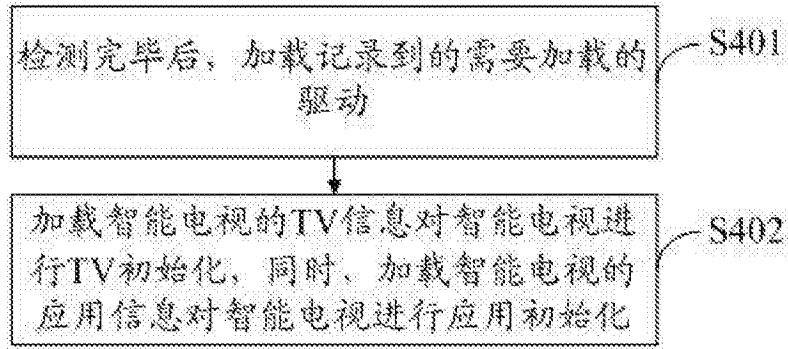 检测完毕后，加载记录到的需要加载的
驱动
S401
加载智能电视的TV信息对智能电视进
行TV初始化、同时、加载智能电视的
应用信息对智能电视进行应用初始化
S402